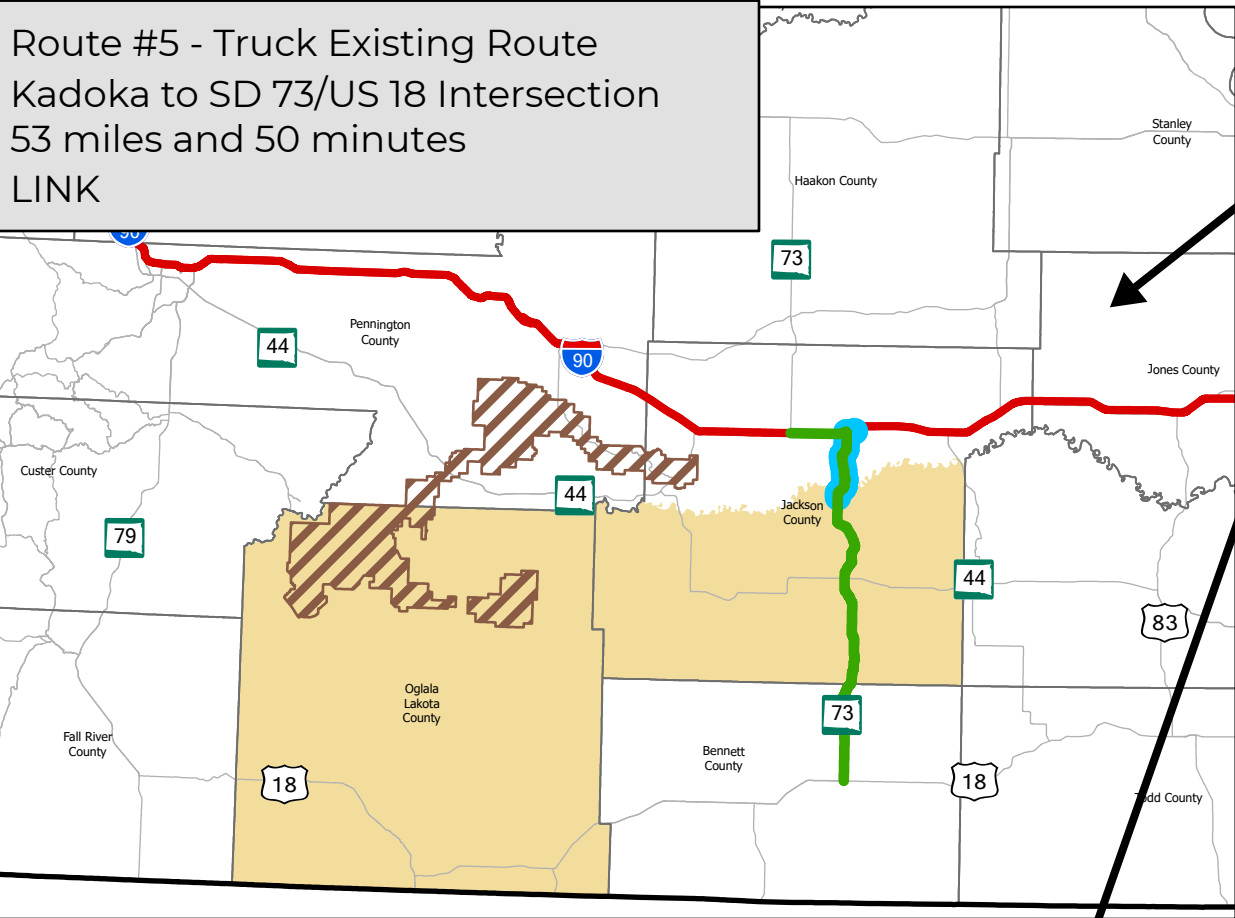 Route #5 - Truck Existing Route
Kadoka to SD 73/US 18 Intersection
53 miles and 50 minutes
LINK
Stanley
County
Haakon County
90
73
Pennington
County
44
90
Jones County
Custer County
44
Jackson
County
79
44
83
Oglala
Lakota
County
73
Fall River
County
Bennett
County
18
18
Todd County